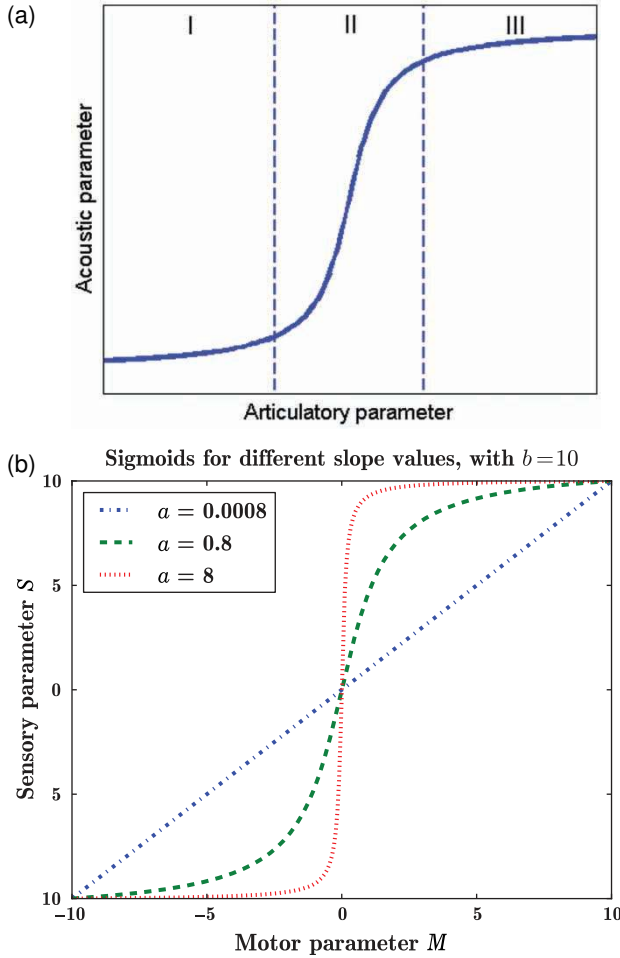 (a)
I II III
Acoustic parameter
Articulatory parameter
(b)
Sigmoids for different slope values, with b = 10
a = 0.0008
a = 0.8
a = 8
Sensory parameter S
10
5
0
5
10
−10 −5 0 5 10
Motor parameter M